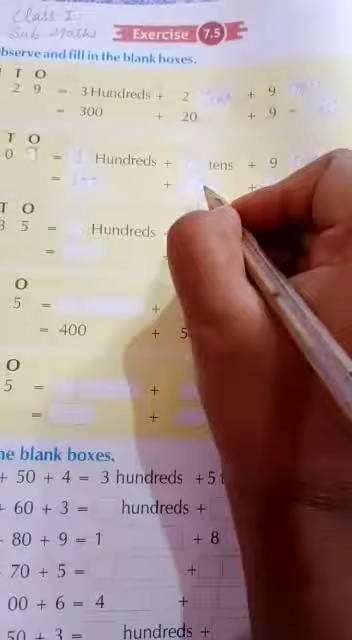 Class-I
Sub Maths
Exercise 7.5
bserve and fill in the blank boxes.
T O
2 9 = 3 Hundreds + 2 + 9
= 300 + 20 + 9 =
T O
0 = Hundreds + tens + 9
= + +
T O
3 5 = Hundreds
=
O
5 = +
= 400 + 5
O
5 = +
= +
he blank boxes.
+ 50 + 4 = 3 hundreds + 5
+ 60 + 3 = hundreds +
80 + 9 = 1 + 8
70 + 5 = +
00 + 6 = 4 +
50 + 3 = hundreds +